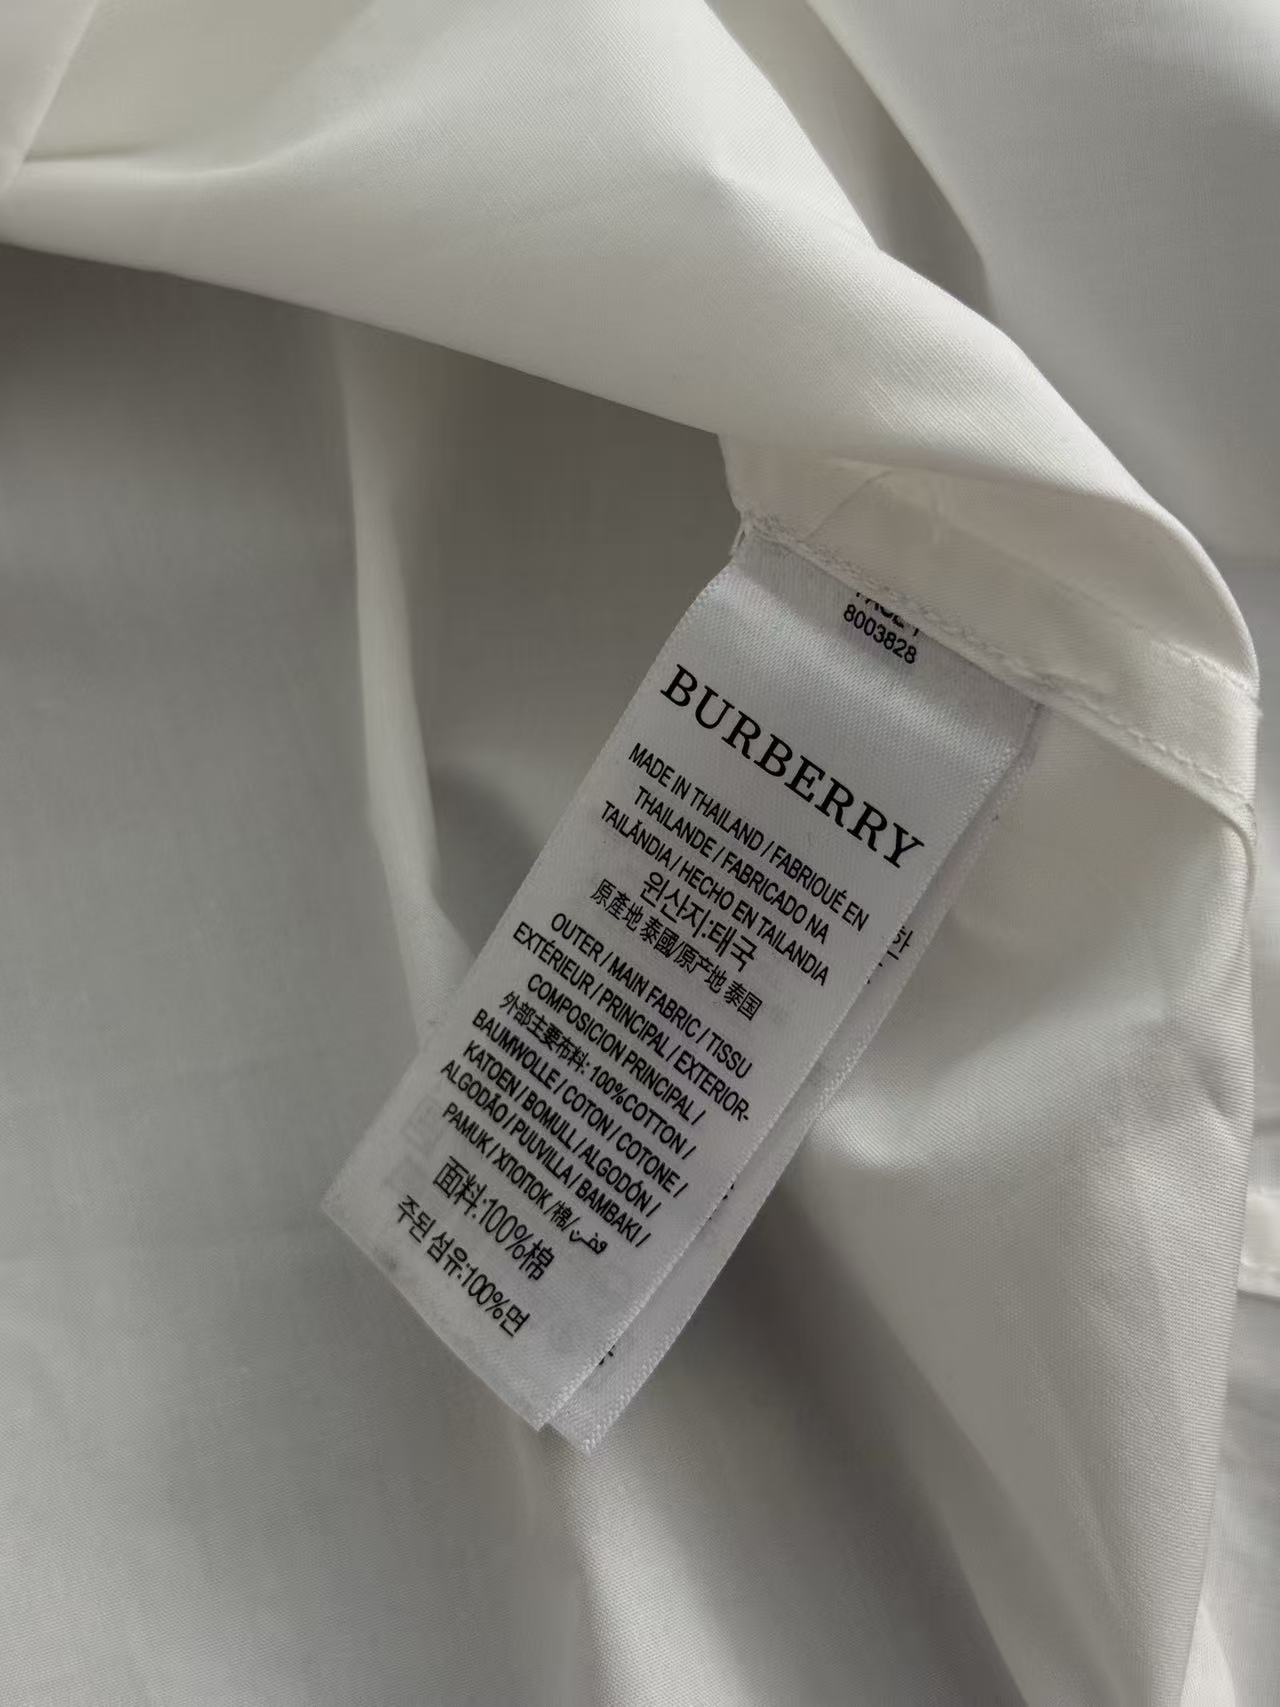 8003828
BURBERRY
MADE IN THAILAND / FABRIQUÉ EN
THAILANDE / FABRICADO NA
TAILÂNDIA / HECHO EN TAILANDIA
원산지:태국
原產地 泰國/原产地 泰国
OUTER / MAIN FABRIC / TISSU
EXTÉRIEUR / PRINCIPAL / EXTERIOR-
COMPOSICION PRINCIPAL /
外部主要布料: 100%COTTON /
BAUMWOLLE / COTON / COTONE /
KATOEN / BOMULL / ALGODÓN /
ALGODÃO / PUUVILLA / BAMBAKI /
PAMUK / ХПОПОК /棉/ قطن
面料:100%棉
주된 섬유:100%면